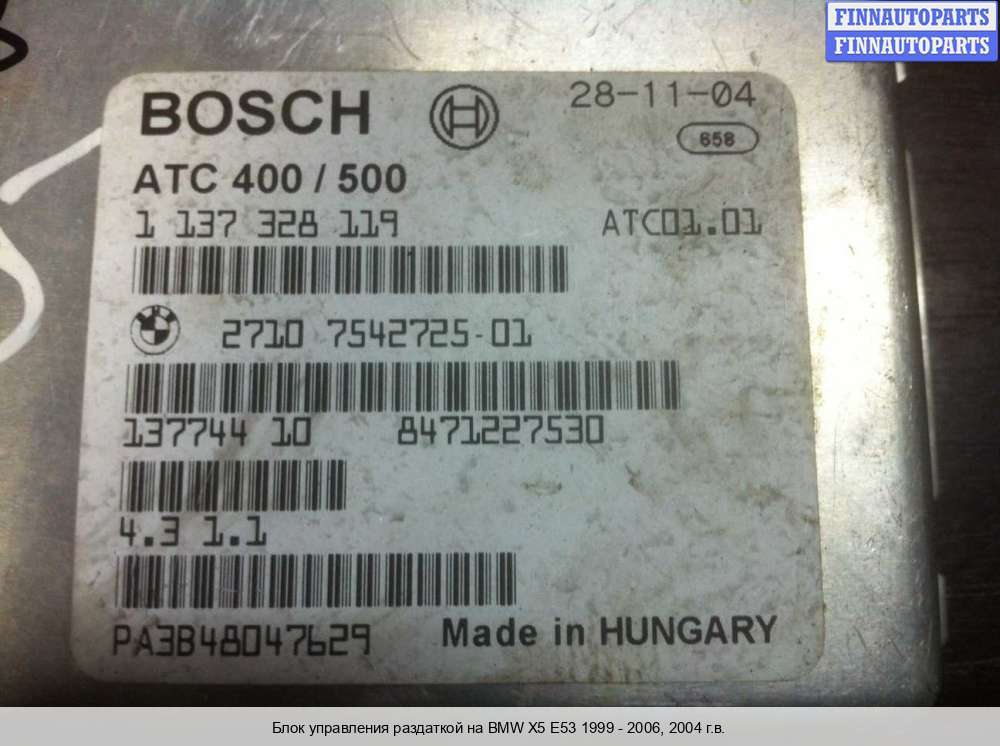 FINNAUTOPARTS
FINNAUTOPARTS
BOSCH
28-11-04
658
ATC 400 / 500
1 137 328 119
ATC01.01
2710 7542725-01
137744 10 8471227530
4.3 1.1
PA3B48047629
Made in HUNGARY
Блок управления раздаткой на BMW X5 E53 1999 - 2006, 2004 г.в.